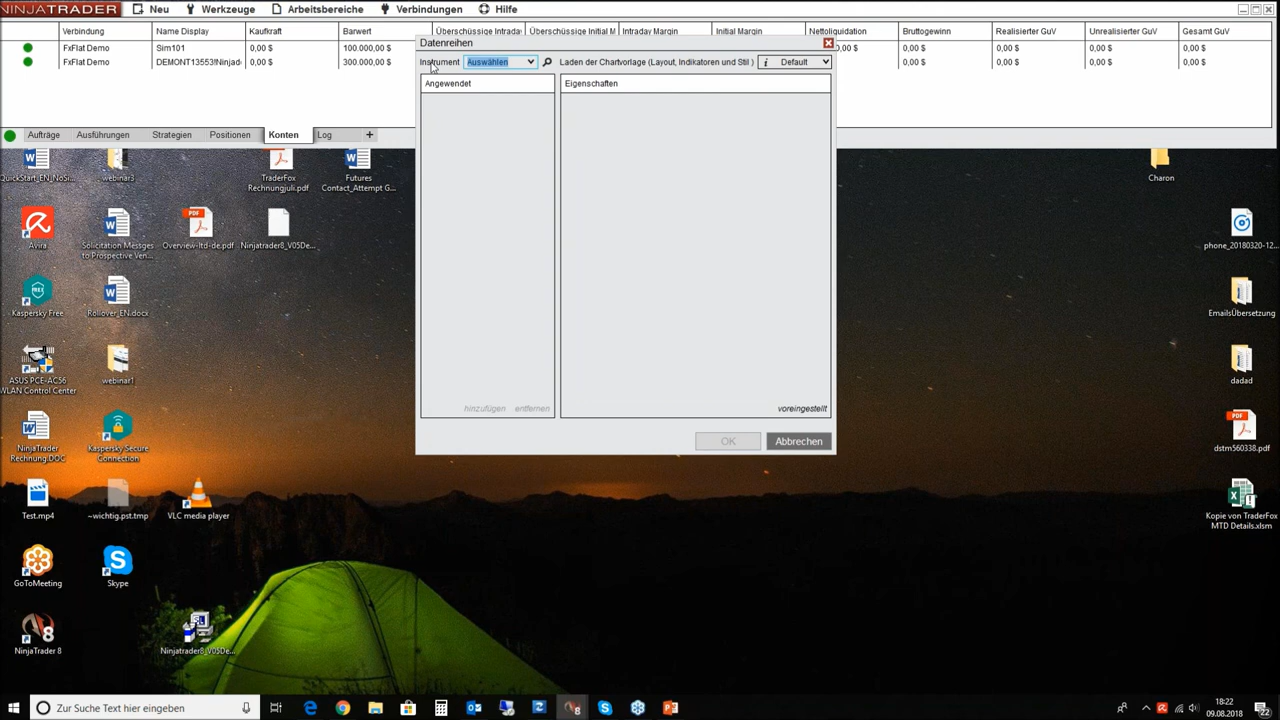 NINJATRADER Neu Werkzeuge Arbeitsbereiche Verbindungen Hilfe
Verbindung Name Display Kaufkraft Barwert Überschüssige Intraday Überschüssige Initial M Intraday Margin Initial Margin Nettoliquidation Bruttogewinn Realisierter GuV Unrealisierter GuV Gesamt GuV
FxFlat Demo Sim101 0,00 $ 100.000,00 $ 00 $ 0,00 $ 0,00 $ 0,00 $ 0,00 $
FxFlat Demo DEMONT13553!Ninjad 0,00 $ 300.000,00 $ 0,00 $ 0,00 $ 0,00 $ 0,00 $
Datenreihen
Instrument Auswählen Laden der Chartvorlage (Layout, Indikatoren und Stil ) i Default
Angewendet Eigenschaften
hinzufügen entfernen voreingestellt
OK Abbrechen
Aufträge Ausführungen Strategien Positionen Konten Log +
QuickStart_EN_NoSi... webinar3 TraderFox Rechnungjuli.pdf Futures Contact_Attempt G... Charon
Avira Solicitation Messges to Prospective Ven... Overview-ltd-de.pdf Ninjatrader8_V05De... phone_20180320-12...
Kaspersky Free Rollover_EN.docx EmailsÜbersetzung
ASUS PCE-AC56 WLAN Control Center webinar1 dadad
NinjaTrader Rechnung.DOC Kaspersky Secure Connection dstm560338.pdf
Test.mp4 ~wichtig.pst.tmp VLC media player Kopie von TraderFox MTD Details.xlsm
GoToMeeting Skype
NinjaTrader 8 Ninjatrader8_V05De...
Zur Suche Text hier eingeben 18:22
09.08.2018 22